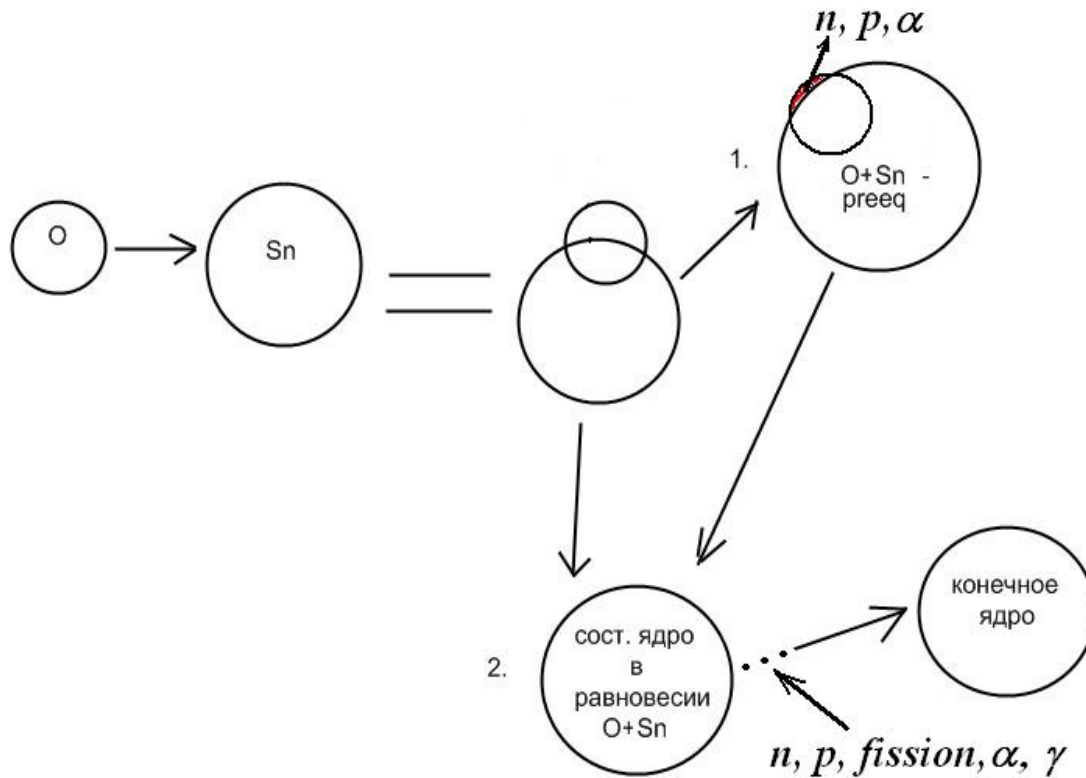 n, p, α
1.
O+Sn -
preeq
O
Sn
2.
сост. ядро
в
равновесии
O+Sn
конечное
ядро
n, p, fission, α, γ